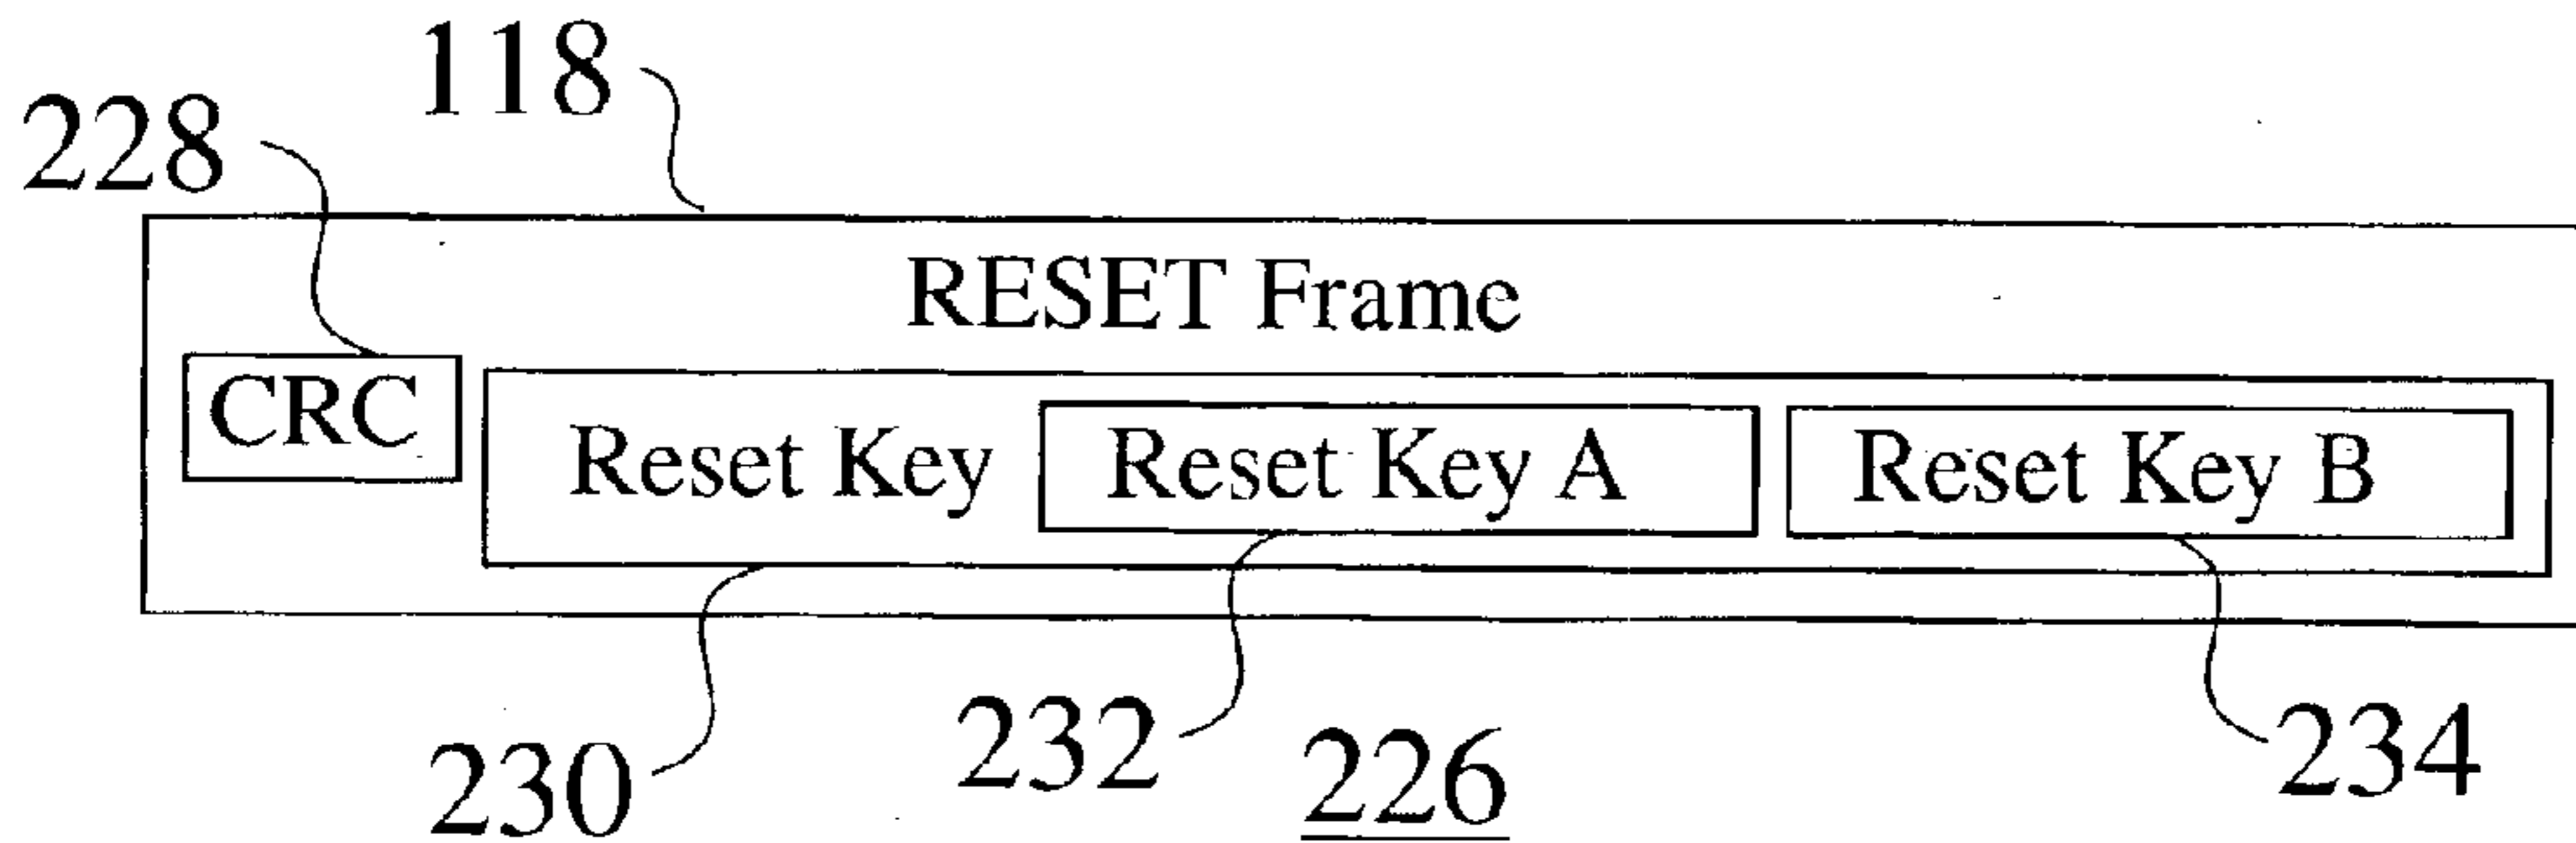 118
228
RESET Frame
CRC
Reset Key
Reset Key A
Reset Key B
230
232
226
234